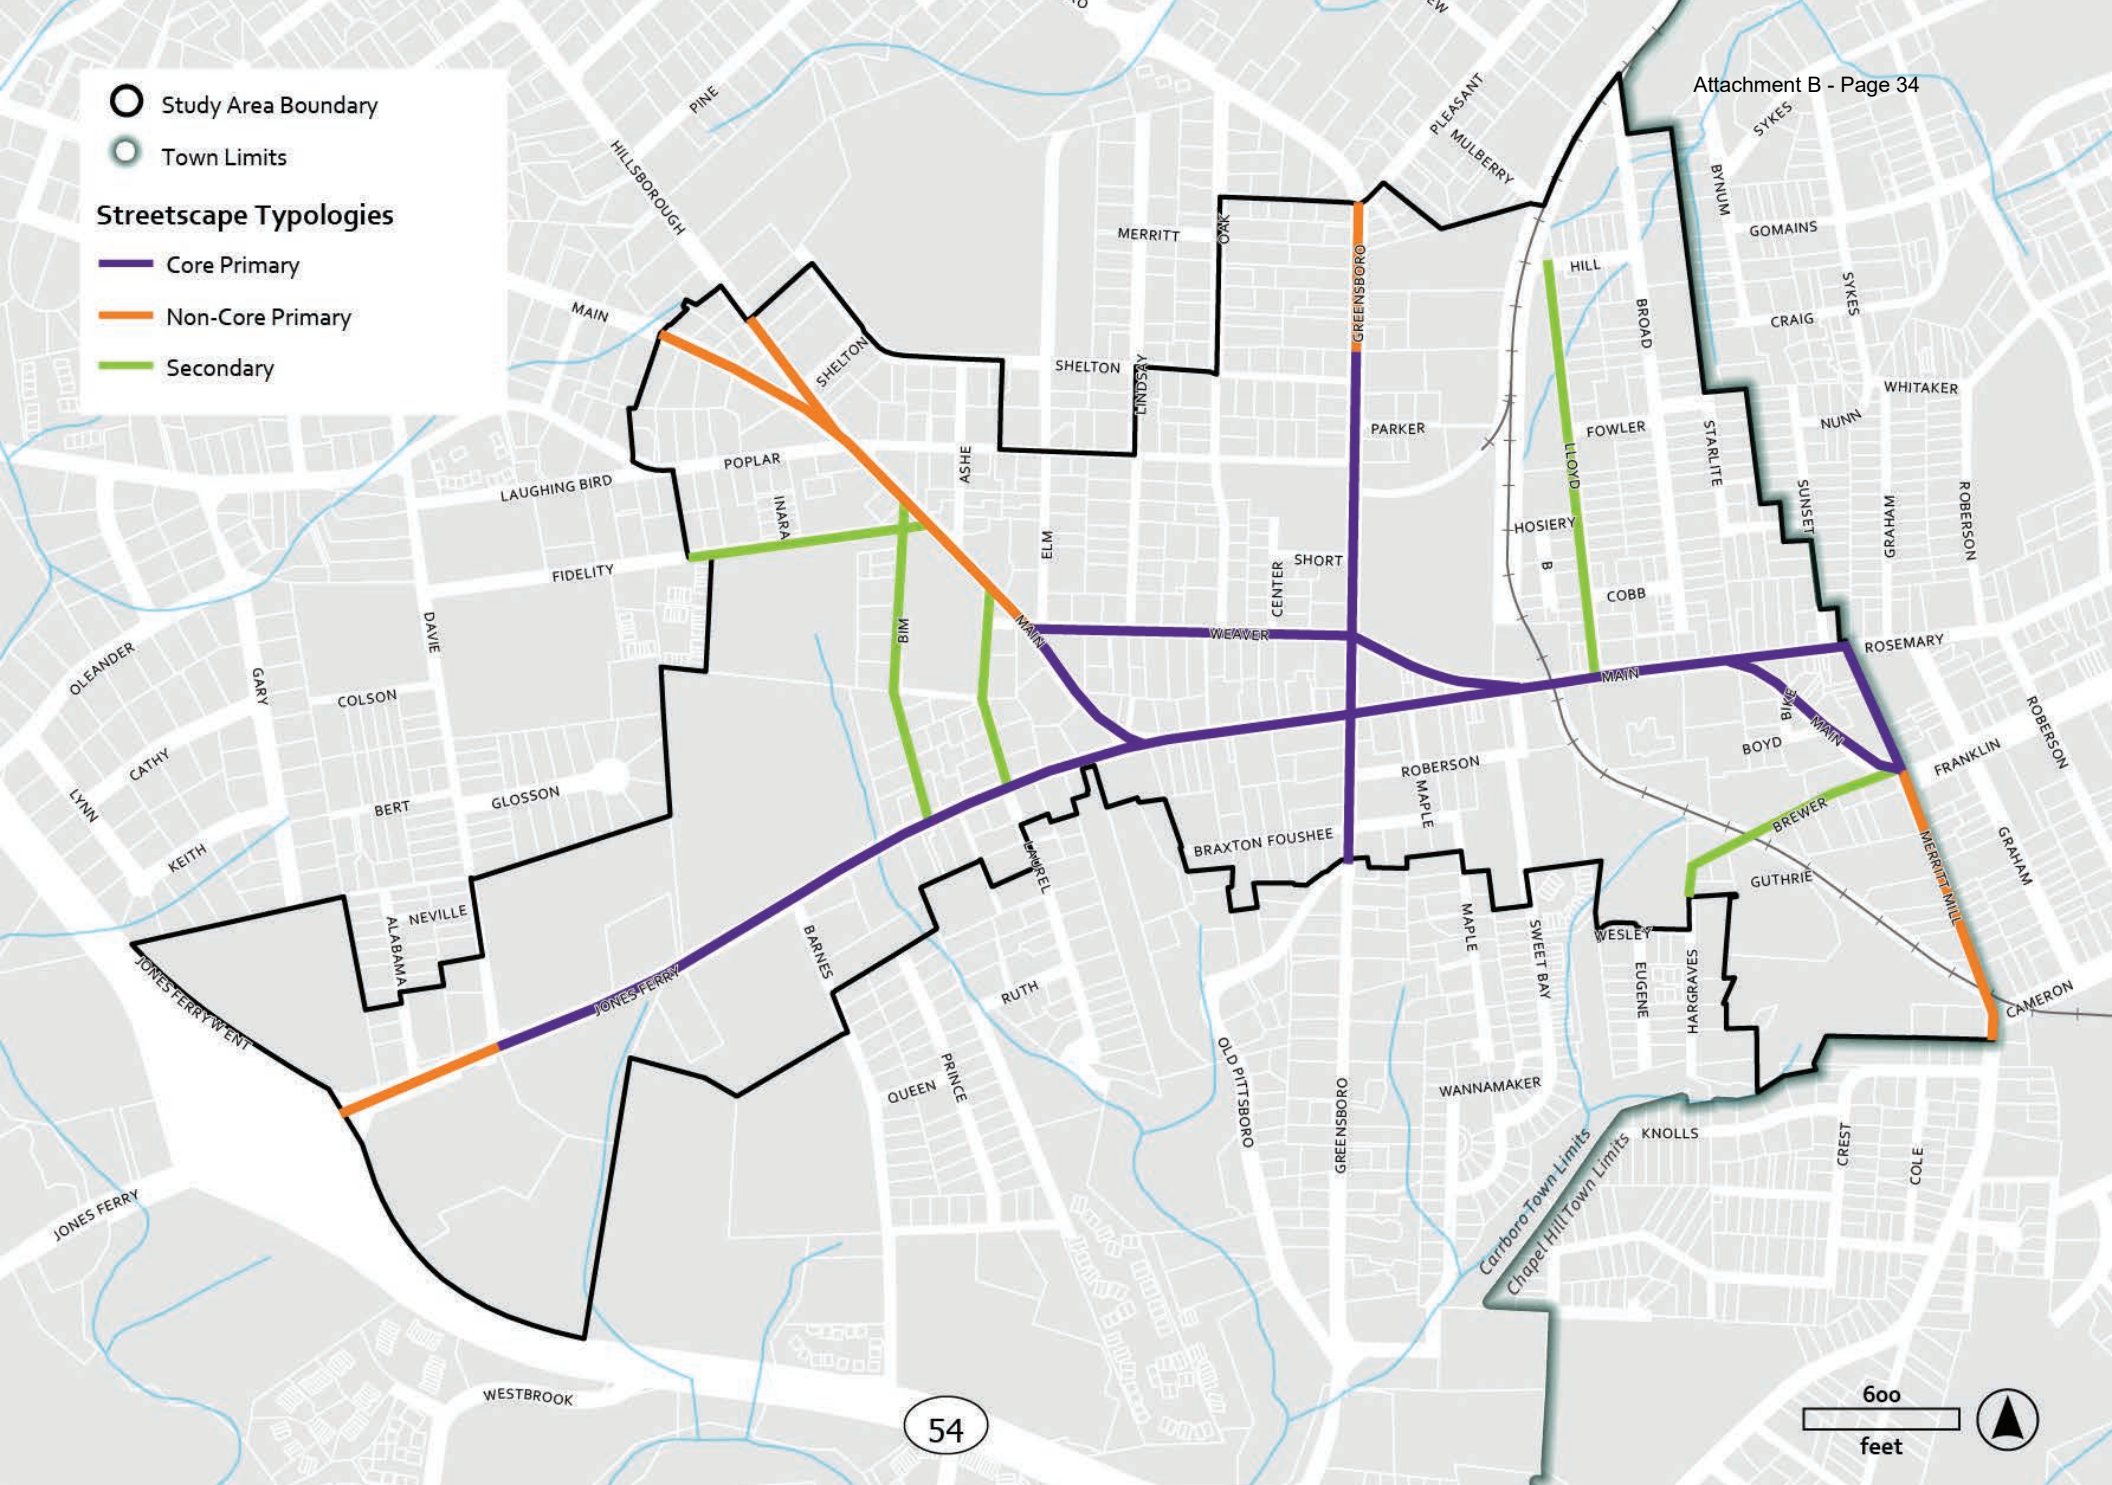 Attachment B - Page 34
Study Area Boundary
Town Limits
Streetscape Typologies
Core Primary
Non-Core Primary
Secondary
PINE
HILLSBOROUGH
PLEASANT
MULBERRY
SYKES
BYNUM
GOMAINS
SYKES
CRAIG
WHITAKER
NUNN
MERRITT
OAK
GREENSBORO
HILL
BROAD
MAIN
SHELTON
SHELTON
LINDSAY
PARKER
FOWLER
STARLITE
LLOYD
SUNSET
GRAHAM
ROBERSON
POPLAR
LAUGHING BIRD
INARA
ASHE
ELM
FIDELITY
HOSIERY
B
COBB
SHORT
CENTER
OLEANDER
GARY
DAVIE
COLSON
BIM
MAIN
WEAVER
MAIN
ROSEMARY
BIKE
MAIN
BOYD
FRANKLIN
ROBERSON
CATHY
LYNN
BERT
GLOSSON
KEITH
ROBERSON
MAPLE
BRAXTON FOUSHEE
BREWER
MERRITT MILL
GRAHAM
LAUREL
GUTHRIE
NEVILLE
ALABAMA
BARNES
JONES FERRY
JONES FERRY W ENT
RUTH
MAPLE
SWEET BAY
WESLEY
EUGENE
HARGRAVES
CAMERON
QUEEN
PRINCE
OLD PITTSBORO
GREENSBORO
WANNAMAKER
KNOLLS
CREST
COLE
Carrboro Town Limits
Chapel Hill Town Limits
JONES FERRY
WESTBROOK
54
600
feet